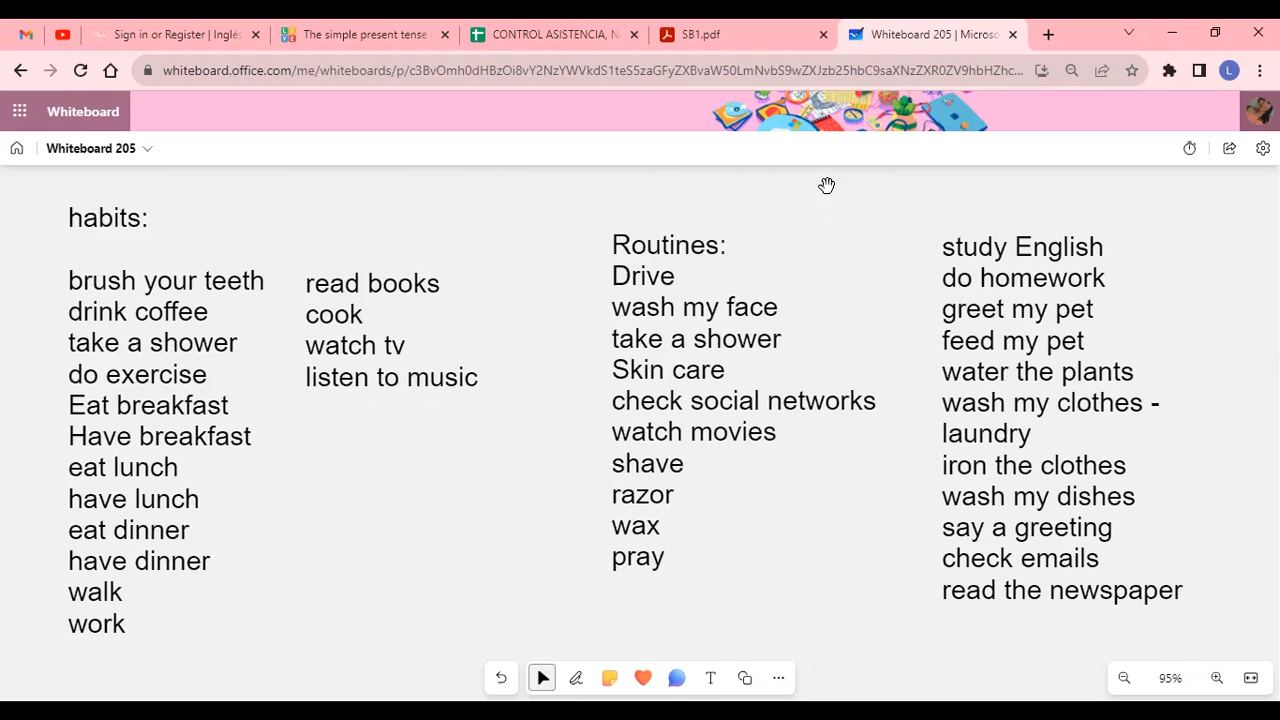 Sign in or Register | Inglés
The simple present tense
CONTROL ASISTENCIA, N
SB1.pdf
Whiteboard 205 | Microso
whiteboard.office.com/me/whiteboards/p/c3BvOmh0dHBzOi8vY2NzYWVkdS1teS5zaGFyZXBvaW50LmNvbS9wZXJzb25hbC9saXNzZXR0ZV9hbHZhc...
L
Whiteboard
Whiteboard 205
habits:
brush your teeth
drink coffee
take a shower
do exercise
Eat breakfast
Have breakfast
eat lunch
have lunch
eat dinner
have dinner
walk
work
read books
cook
watch tv
listen to music
Routines:
Drive
wash my face
take a shower
Skin care
check social networks
watch movies
shave
razor
wax
pray
study English
do homework
greet my pet
feed my pet
water the plants
wash my clothes -
laundry
iron the clothes
wash my dishes
say a greeting
check emails
read the newspaper
T
95%